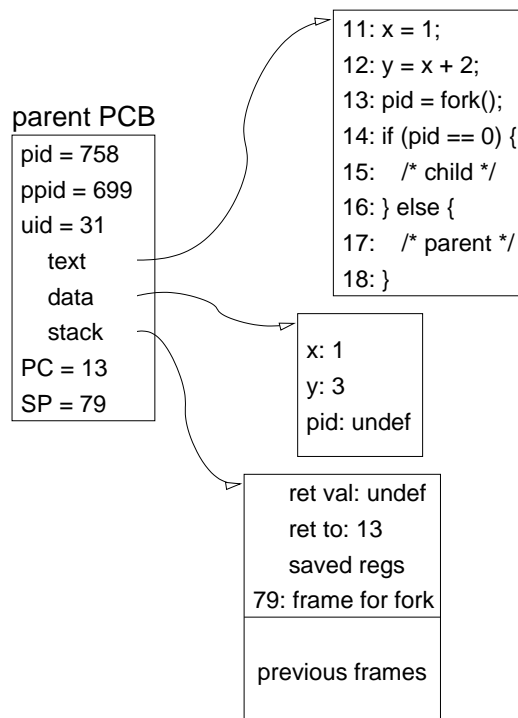 parent PCB
pid = 758
ppid = 699
uid = 31
text
data
stack
PC = 13
SP = 79
11: x = 1;
12: y = x + 2;
13: pid = fork();
14: if (pid == 0) {
15: /* child */
16: } else {
17: /* parent */
18: }
x: 1
y: 3
pid: undef
ret val: undef
ret to: 13
saved regs
79: frame for fork
previous frames